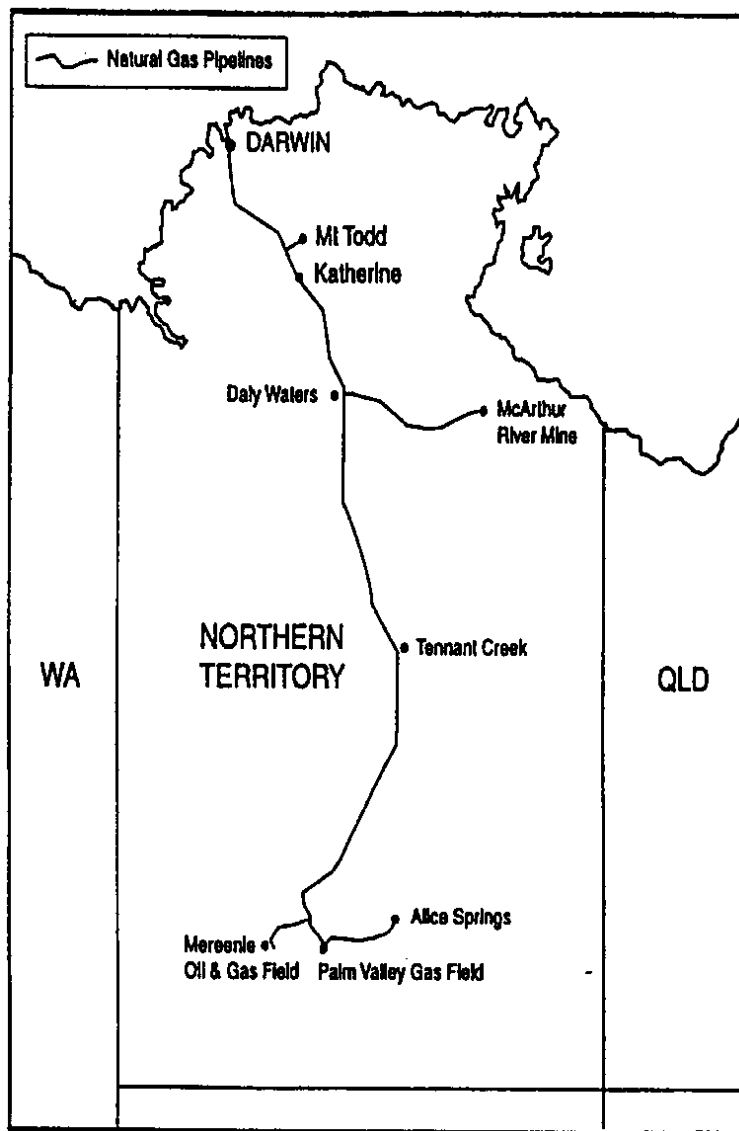 Natural Gas Pipelines
DARWIN
Mt Todd
Katherine
Daly Waters
McArthur
River Mine
NORTHERN
TERRITORY
Tennant Creek
WA
QLD
Alice Springs
Mereenie
Oil & Gas Field
Palm Valley Gas Field